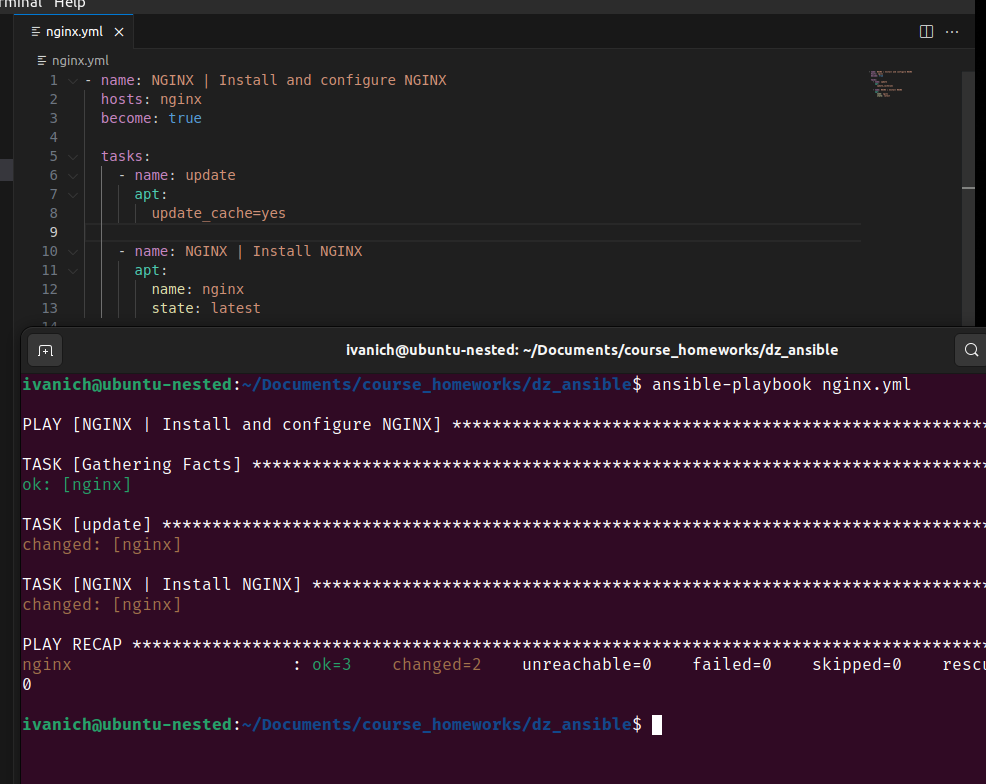 Help
nginx.yml
nginx.yml
1 - name: NGINX | Install and configure NGINX
2 hosts: nginx
3 become: true
4
5 tasks:
6 - name: update
7 apt:
8 update_cache=yes
9
10 - name: NGINX | Install NGINX
11 apt:
12 name: nginx
13 state: latest
14
ivanich@ubuntu-nested: ~/Documents/course_homeworks/dz_ansible
ivanich@ubuntu-nested:~/Documents/course_homeworks/dz_ansible$ ansible-playbook nginx.yml
PLAY [NGINX | Install and configure NGINX] ******************************************************
TASK [Gathering Facts] **************************************************************************
ok: [nginx]
TASK [update] ***********************************************************************************
changed: [nginx]
TASK [NGINX | Install NGINX] ********************************************************************
changed: [nginx]
PLAY RECAP **************************************************************************************
nginx : ok=3 changed=2 unreachable=0 failed=0 skipped=0
0
ivanich@ubuntu-nested:~/Documents/course_homeworks/dz_ansible$